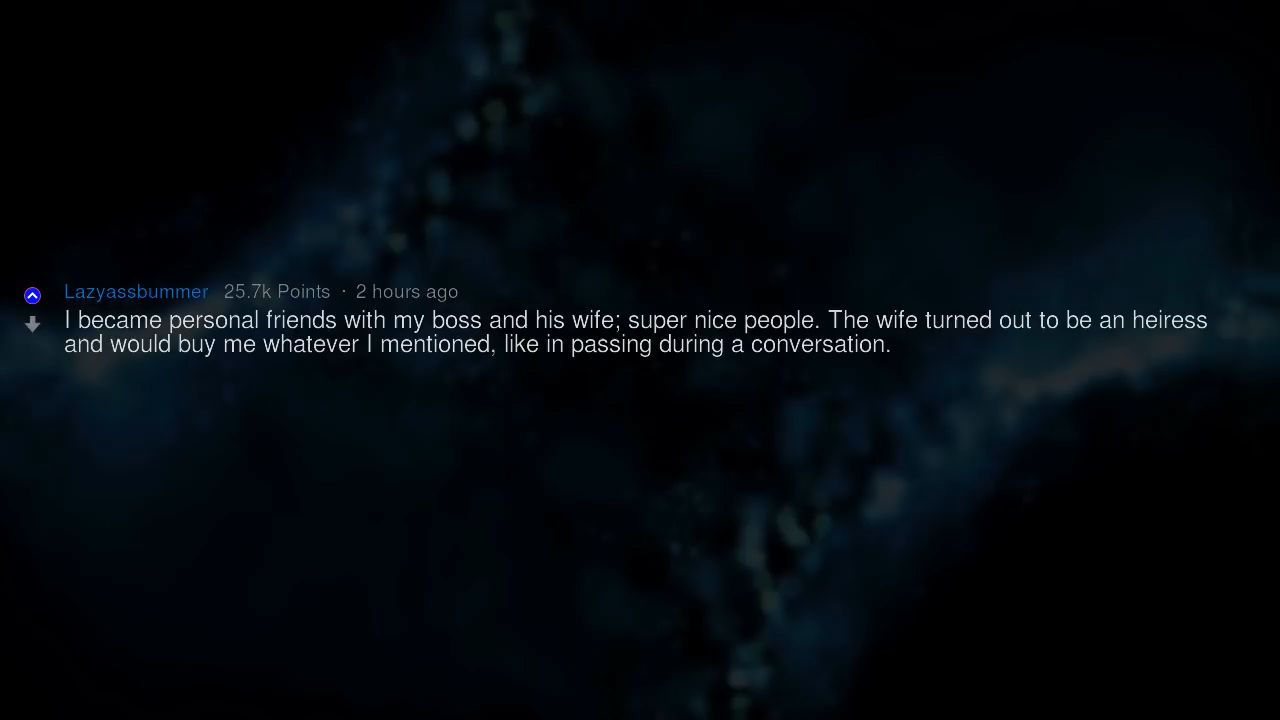 Lazyassbummer 25.7k Points · 2 hours ago
I became personal friends with my boss and his wife; super nice people. The wife turned out to be an heiress
and would buy me whatever I mentioned, like in passing during a conversation.